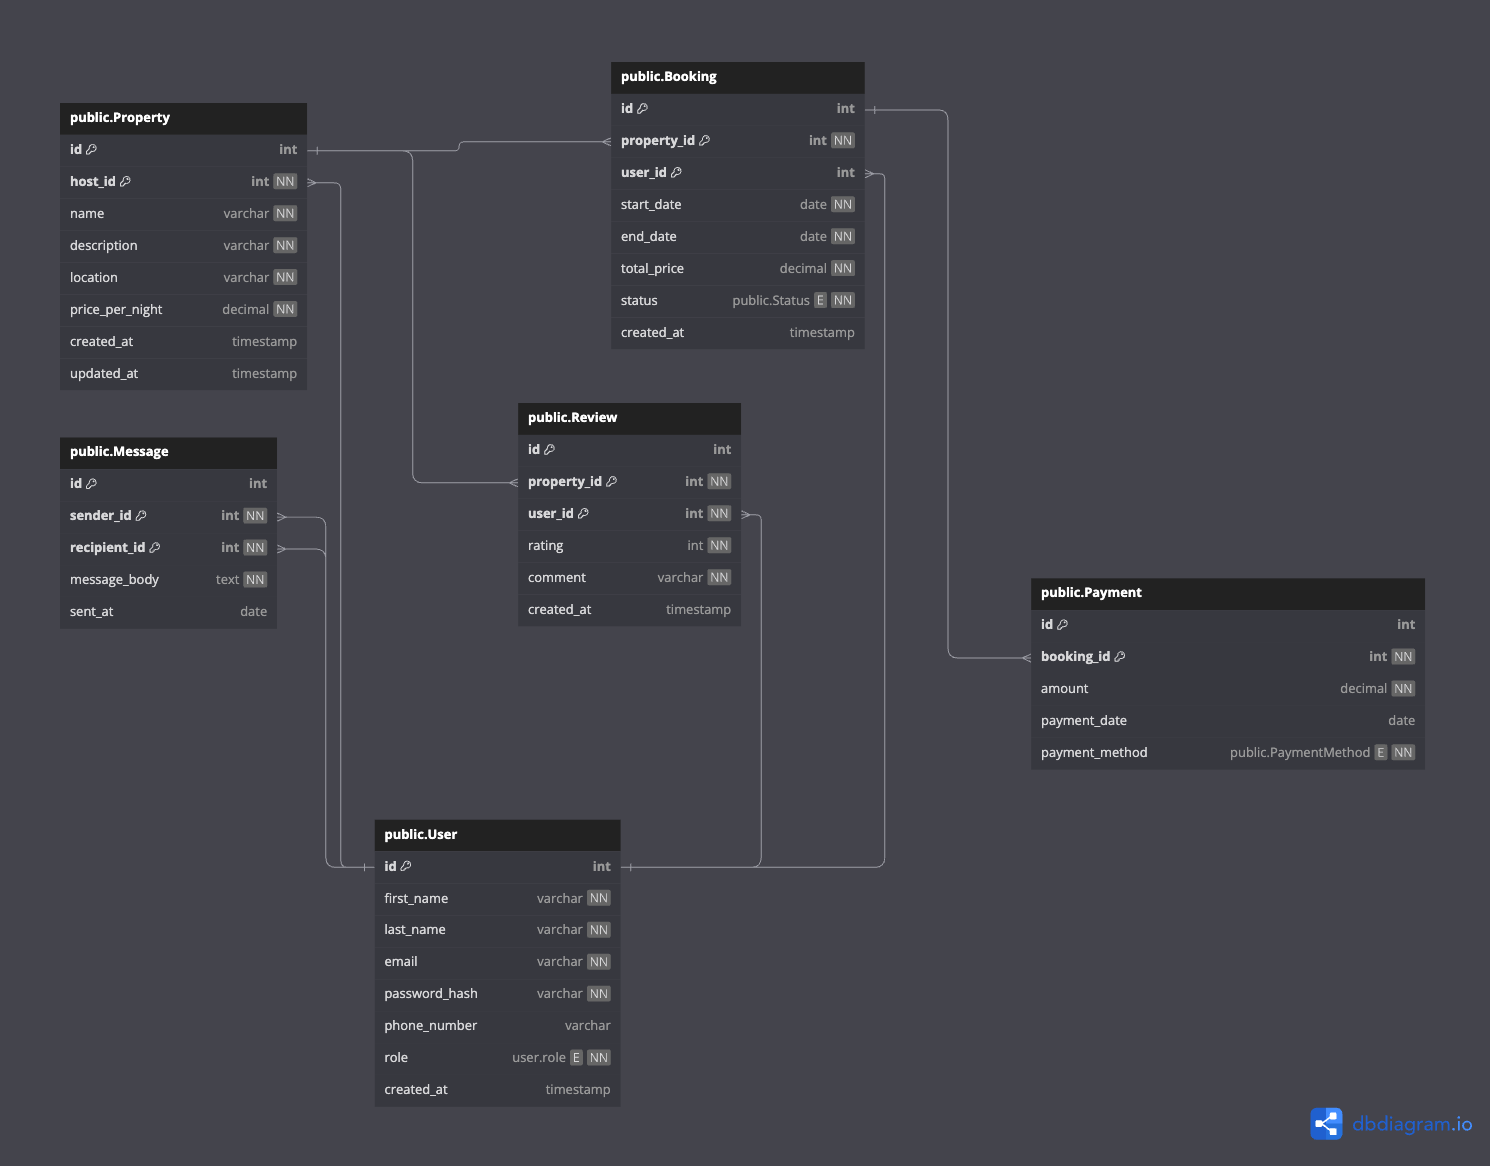 public.Property
id int
host_id int NN
name varchar NN
description varchar NN
location varchar NN
price_per_night decimal NN
created_at timestamp
updated_at timestamp
public.Booking
id int
property_id int NN
user_id int
start_date date NN
end_date date NN
total_price decimal NN
status public.Status E NN
created_at timestamp
public.Message
id int
sender_id int NN
recipient_id int NN
message_body text NN
sent_at date
public.Review
id int
property_id int NN
user_id int NN
rating int NN
comment varchar NN
created_at timestamp
public.Payment
id int
booking_id int NN
amount decimal NN
payment_date date
payment_method public.PaymentMethod E NN
public.User
id int
first_name varchar NN
last_name varchar NN
email varchar NN
password_hash varchar NN
phone_number varchar
role user.role E NN
created_at timestamp
dbdiagram.io